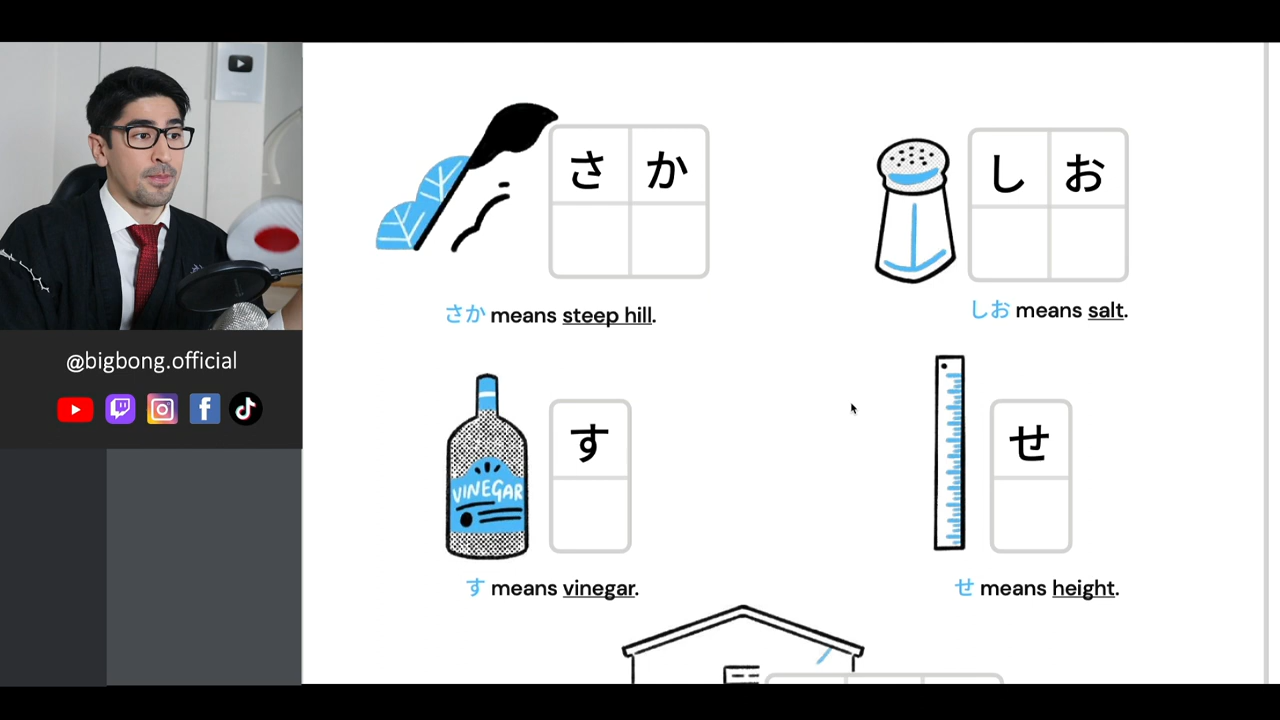 さか
しお
さか means steep hill.
しお means salt.
@bigbong.official
VINEGAR
す
せ
す means vinegar.
せ means height.